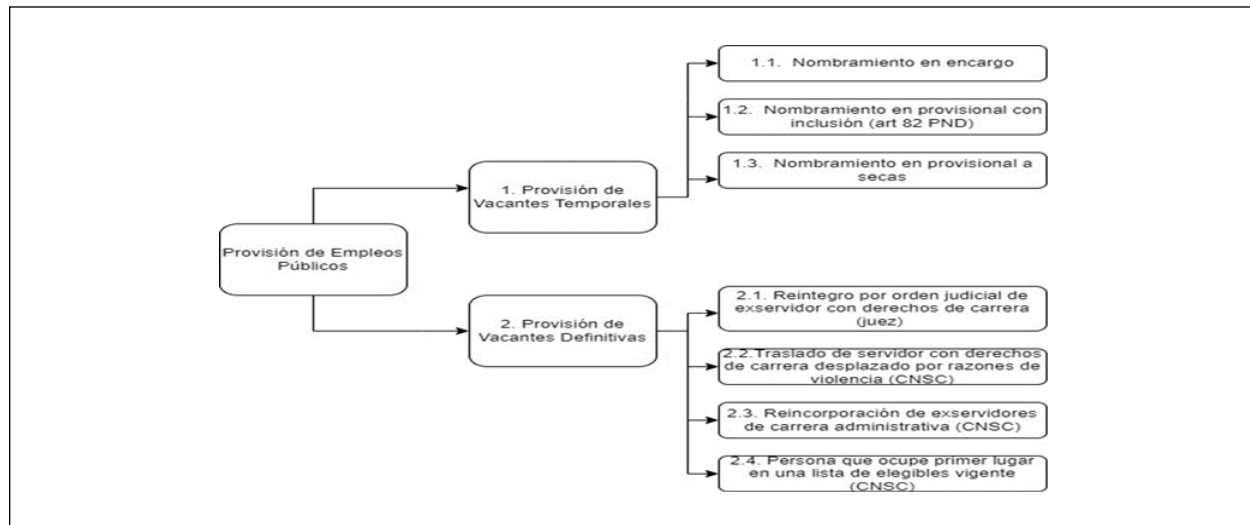 Provisión de Empleos
Públicos
1. Provisión de
Vacantes Temporales
1.1. Nombramiento en encargo
1.2. Nombramiento en provisional con
inclusión (art 82 PND)
1.3. Nombramiento en provisional a
secas
2. Provisión de
Vacantes Definitivas
2.1. Reintegro por orden judicial de
exservidor con derechos de carrera
(juez)
2.2.Traslado de servidor con derechos
de carrera desplazado por razones de
violencia (CNSC)
2.3. Reincorporación de exservidores
de carrera administrativa (CNSC)
2.4. Persona que ocupe primer lugar
en una lista de elegibles vigente
(CNSC)